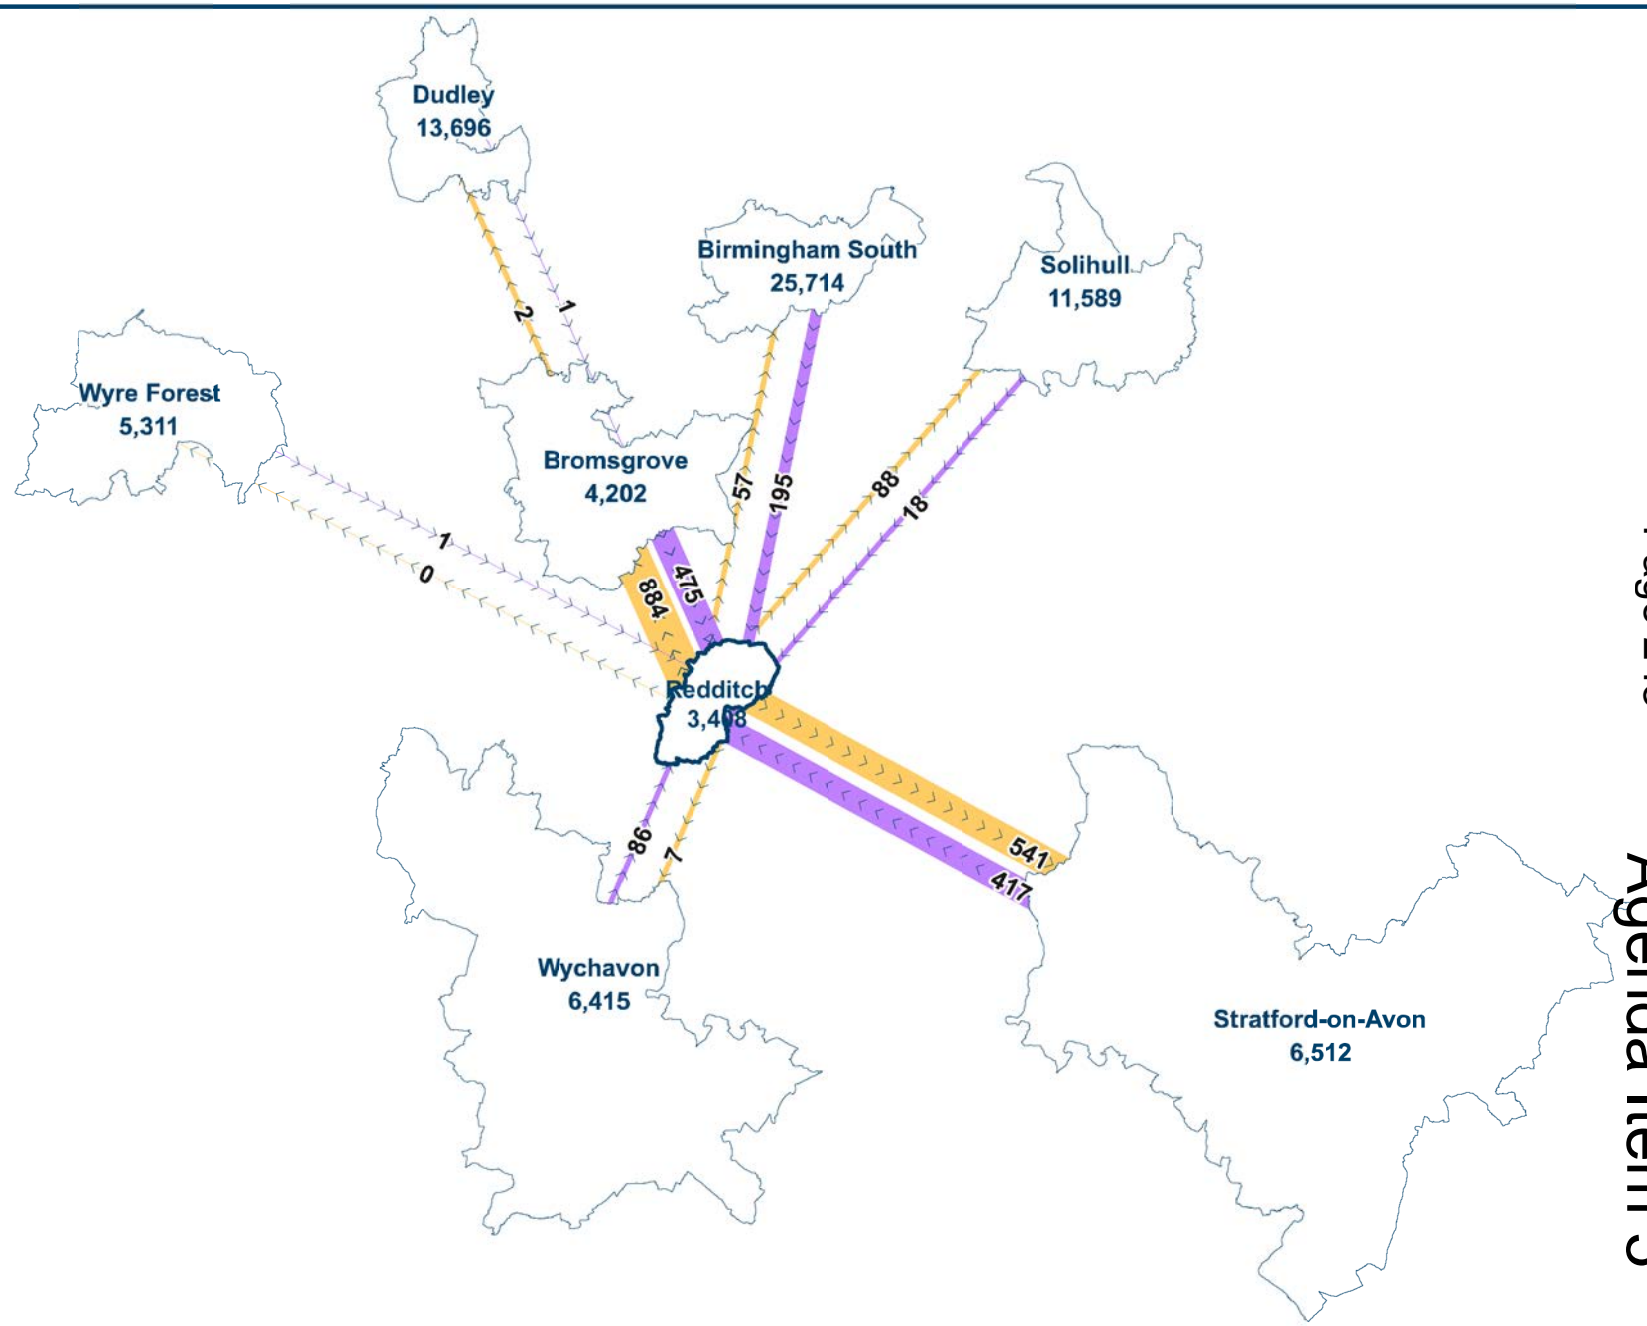 Dudley
13,696
Birmingham South
25,714
Solihull
11,589
2
1
Wyre Forest
5,311
Bromsgrove
4,202
57
195
88
18
1
0
884
475
Redditch
3,408
541
417
86
7
Wychavon
6,415
Stratford-on-Avon
6,512
Agenda Item 5